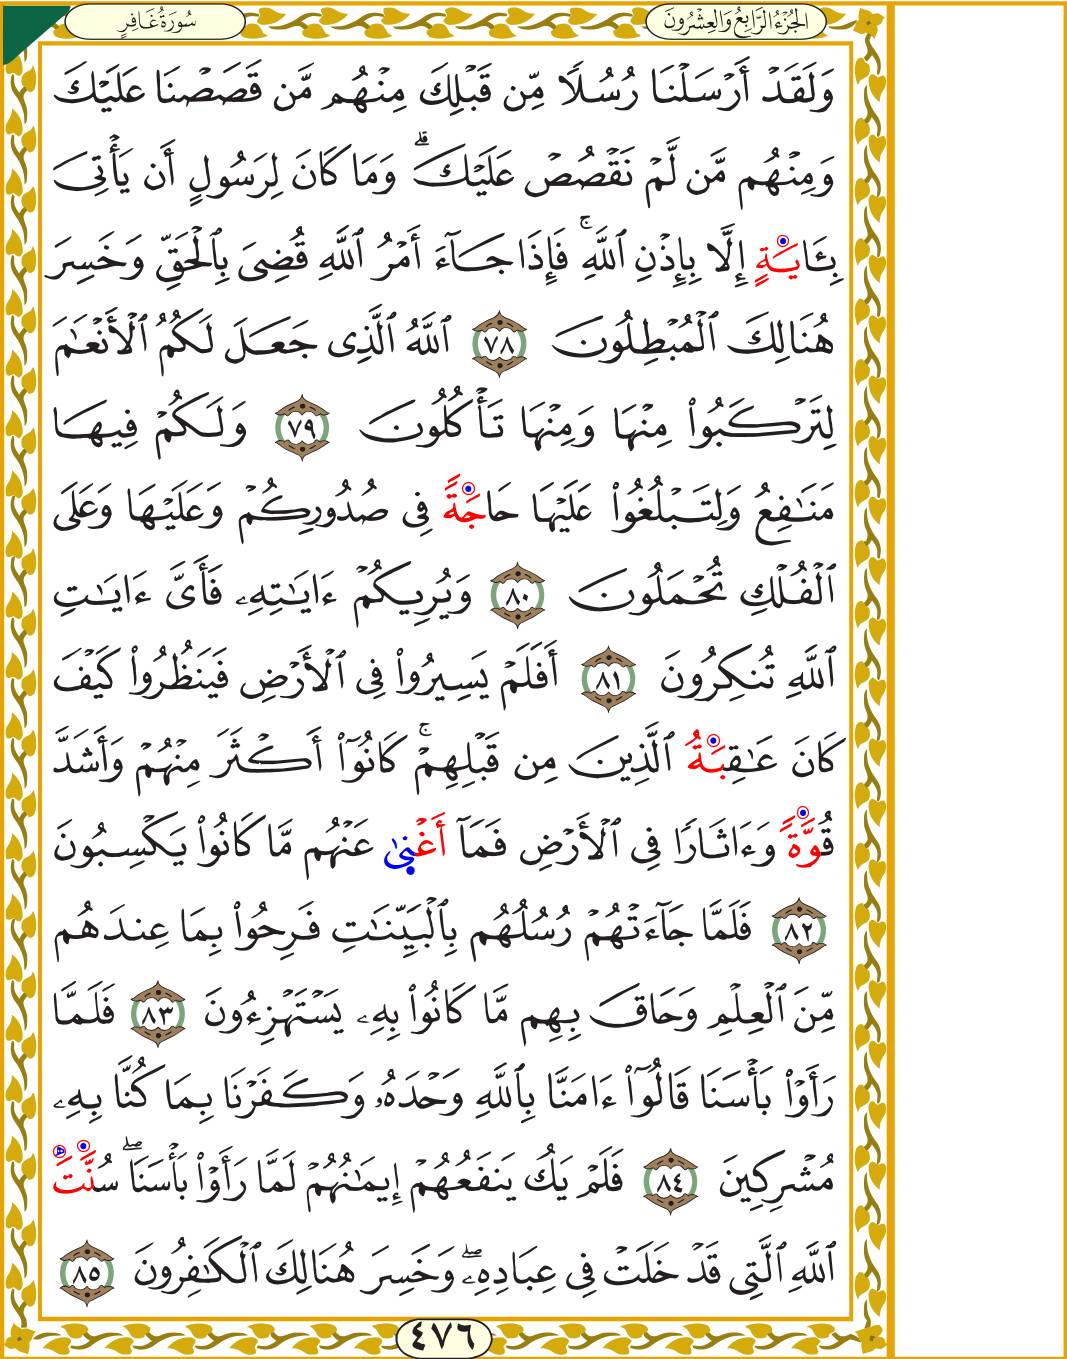 سُورَةُ غَافِرٍ
الجُزْءُ الرَّابِعُ وَالعِشْرُونَ
وَلَقَدْ أَرْسَلْنَا رُسُلًا مِّن قَبْلِكَ مِنْهُم مَّن قَصَصْنَا عَلَيْكَ
وَمِنْهُم مَّن لَّمْ نَقْصُصْ عَلَيْكَ ۗ وَمَا كَانَ لِرَسُولٍ أَن يَأْتِىَ
بِـَٔايَةٍ إِلَّا بِإِذْنِ ٱللَّهِ ۚ فَإِذَا جَآءَ أَمْرُ ٱللَّهِ قُضِىَ بِٱلْحَقِّ وَخَسِرَ
هُنَالِكَ ٱلْمُبْطِلُونَ ٧٨ ٱللَّهُ ٱلَّذِى جَعَلَ لَكُمُ ٱلْأَنْعَٰمَ
لِتَرْكَبُوا۟ مِنْهَا وَمِنْهَا تَأْكُلُونَ ٧٩ وَلَكُمْ فِيهَا
مَنَٰفِعُ وَلِتَبْلُغُوا۟ عَلَيْهَا حَاجَةً فِى صُدُورِكُمْ وَعَلَيْهَا وَعَلَى
ٱلْفُلْكِ تُحْمَلُونَ ٨٠ وَيُرِيكُمْ ءَايَٰتِهِۦ فَأَىَّ ءَايَٰتِ
ٱللَّهِ تُنكِرُونَ ٨١ أَفَلَمْ يَسِيرُوا۟ فِى ٱلْأَرْضِ فَيَنظُرُوا۟ كَيْفَ
كَانَ عَٰقِبَةُ ٱلَّذِينَ مِن قَبْلِهِمْ ۚ كَانُوٓا۟ أَكْثَرَ مِنْهُمْ وَأَشَدَّ
قُوَّةً وَءَاثَارًا فِى ٱلْأَرْضِ فَمَآ أَغْنَىٰ عَنْهُم مَّا كَانُوا۟ يَكْسِبُونَ
٨٢ فَلَمَّا جَآءَتْهُمْ رُسُلُهُم بِٱلْبَيِّنَٰتِ فَرِحُوا۟ بِمَا عِندَهُم
مِّنَ ٱلْعِلْمِ وَحَاقَ بِهِم مَّا كَانُوا۟ بِهِۦ يَسْتَهْزِءُونَ ٨٣ فَلَمَّا
رَأَوْا۟ بَأْسَنَا قَالُوٓا۟ ءَامَنَّا بِٱللَّهِ وَحْدَهُۥ وَكَفَرْنَا بِمَا كُنَّا بِهِۦ
مُشْرِكِينَ ٨٤ فَلَمْ يَكُ يَنفَعُهُمْ إِيمَٰنُهُمْ لَمَّا رَأَوْا۟ بَأْسَنَا ۖ سُنَّتَ
ٱللَّهِ ٱلَّتِى قَدْ خَلَتْ فِى عِبَادِهِۦ ۖ وَخَسِرَ هُنَالِكَ ٱلْكَٰفِرُونَ ٨٥
٤٧٦